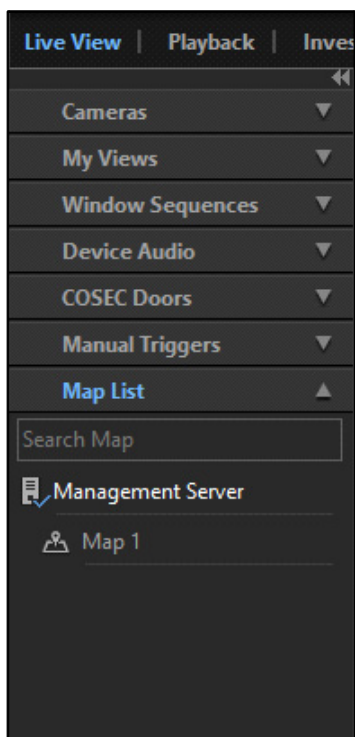 Live View | Playback | Inves
Cameras
My Views
Window Sequences
Device Audio
COSEC Doors
Manual Triggers
Map List
Search Map
Management Server
Map 1